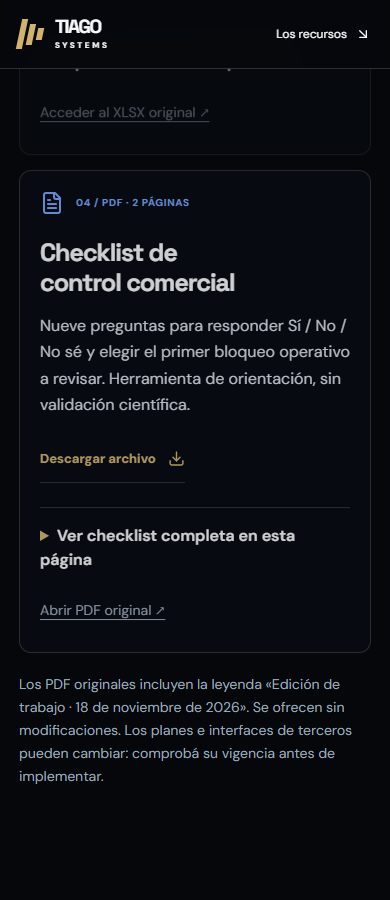 TIAGO
SYSTEMS
Los recursos ↘
Acceder al XLSX original ↗
04 / PDF · 2 PÁGINAS
Checklist de
control comercial
Nueve preguntas para responder Sí / No /
No sé y elegir el primer bloqueo operativo
a revisar. Herramienta de orientación, sin
validación científica.
Descargar archivo
▶ Ver checklist completa en esta
página
Abrir PDF original ↗
Los PDF originales incluyen la leyenda «Edición de
trabajo · 18 de noviembre de 2026». Se ofrecen sin
modificaciones. Los planes e interfaces de terceros
pueden cambiar: comprobá su vigencia antes de
implementar.